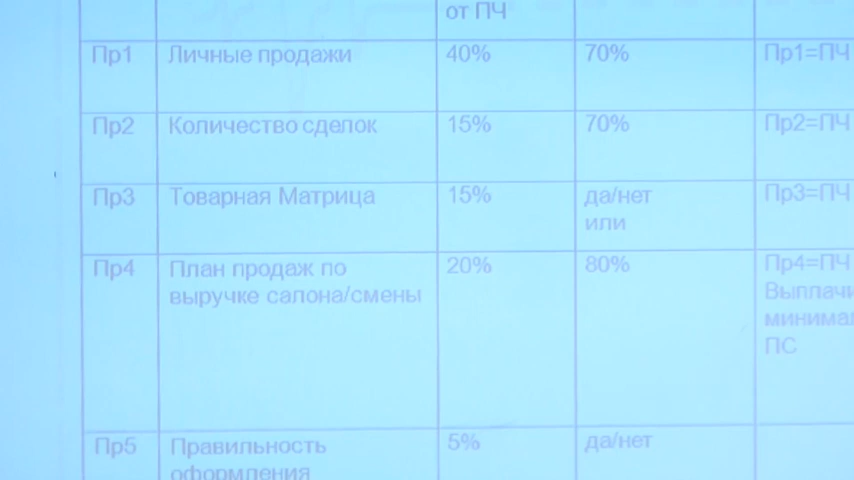 от ПЧ
Пр1 Личные продажи 40% 70% Пр1=ПЧ
Пр2 Количество сделок 15% 70% Пр2=ПЧ
Пр3 Товарная Матрица 15% да/нет Пр3=ПЧ
или
Пр4 План продаж по 20% 80% Пр4=ПЧ
выручке салона/смены Выплачи
минимал
ПС
Пр5 Правильность 5% да/нет
оформления